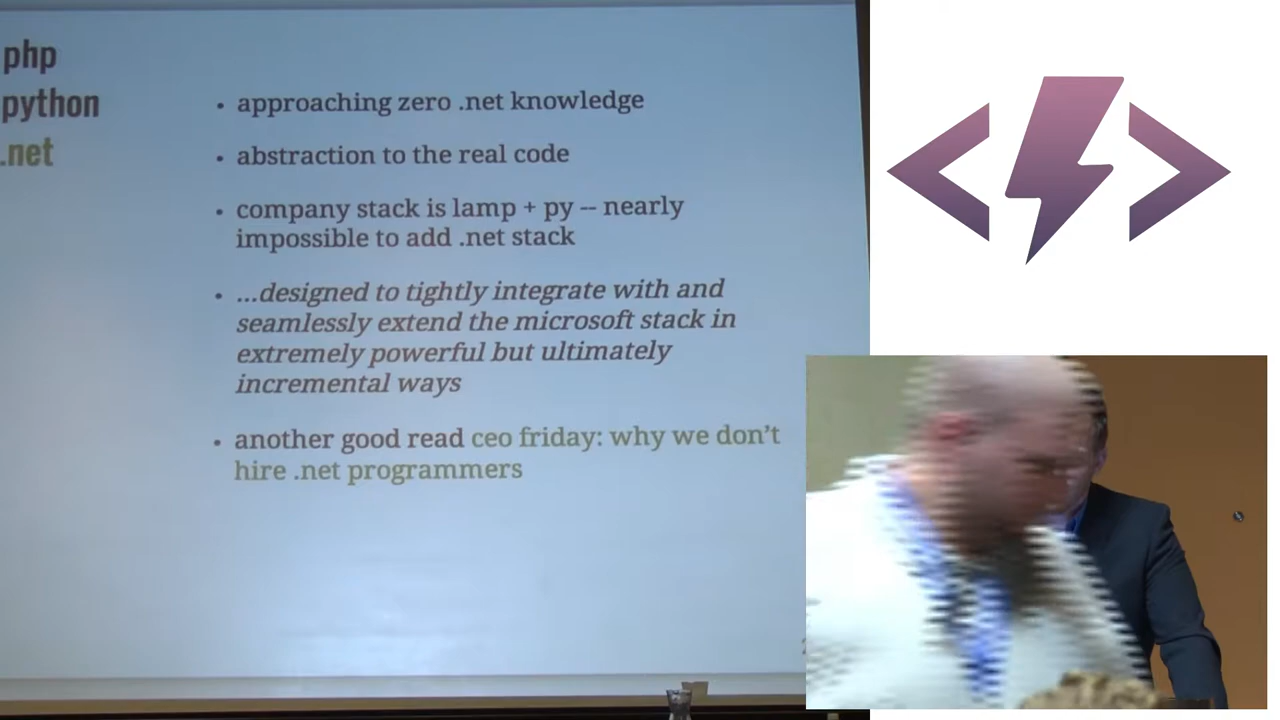 php
python
.net
• approaching zero .net knowledge
• abstraction to the real code
• company stack is lamp + py -- nearly
impossible to add .net stack
• ...designed to tightly integrate with and
seamlessly extend the microsoft stack in
extremely powerful but ultimately
incremental ways
• another good read ceo friday: why we don't
hire .net programmers